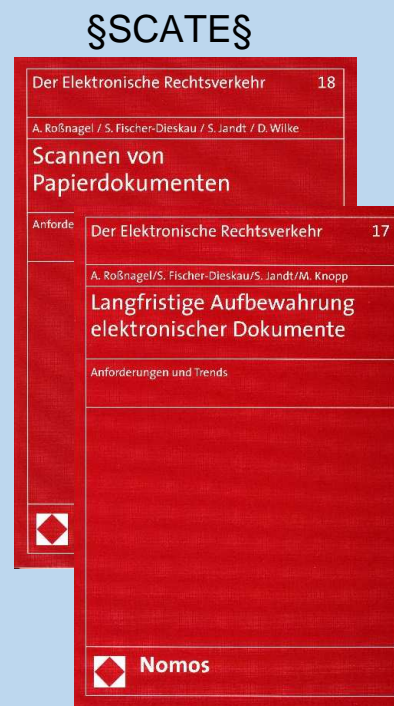 §SCATE§
Der Elektronische Rechtsverkehr 18
A. Roßnagel / S. Fischer-Dieskau / S. Jandt / D. Wilke
Scannen von
Papierdokumenten
Der Elektronische Rechtsverkehr 17
A. Roßnagel/S. Fischer-Dieskau/S. Jandt/M. Knopp
Langfristige Aufbewahrung
elektronischer Dokumente
Anforderungen und Trends
Nomos